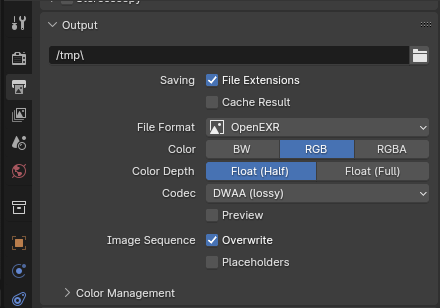 Stereoscopy
Output
/tmp\
Saving
File Extensions
Cache Result
File Format
OpenEXR
Color
BW
RGB
RGBA
Color Depth
Float (Half)
Float (Full)
Codec
DWAA (lossy)
Preview
Image Sequence
Overwrite
Placeholders
Color Management